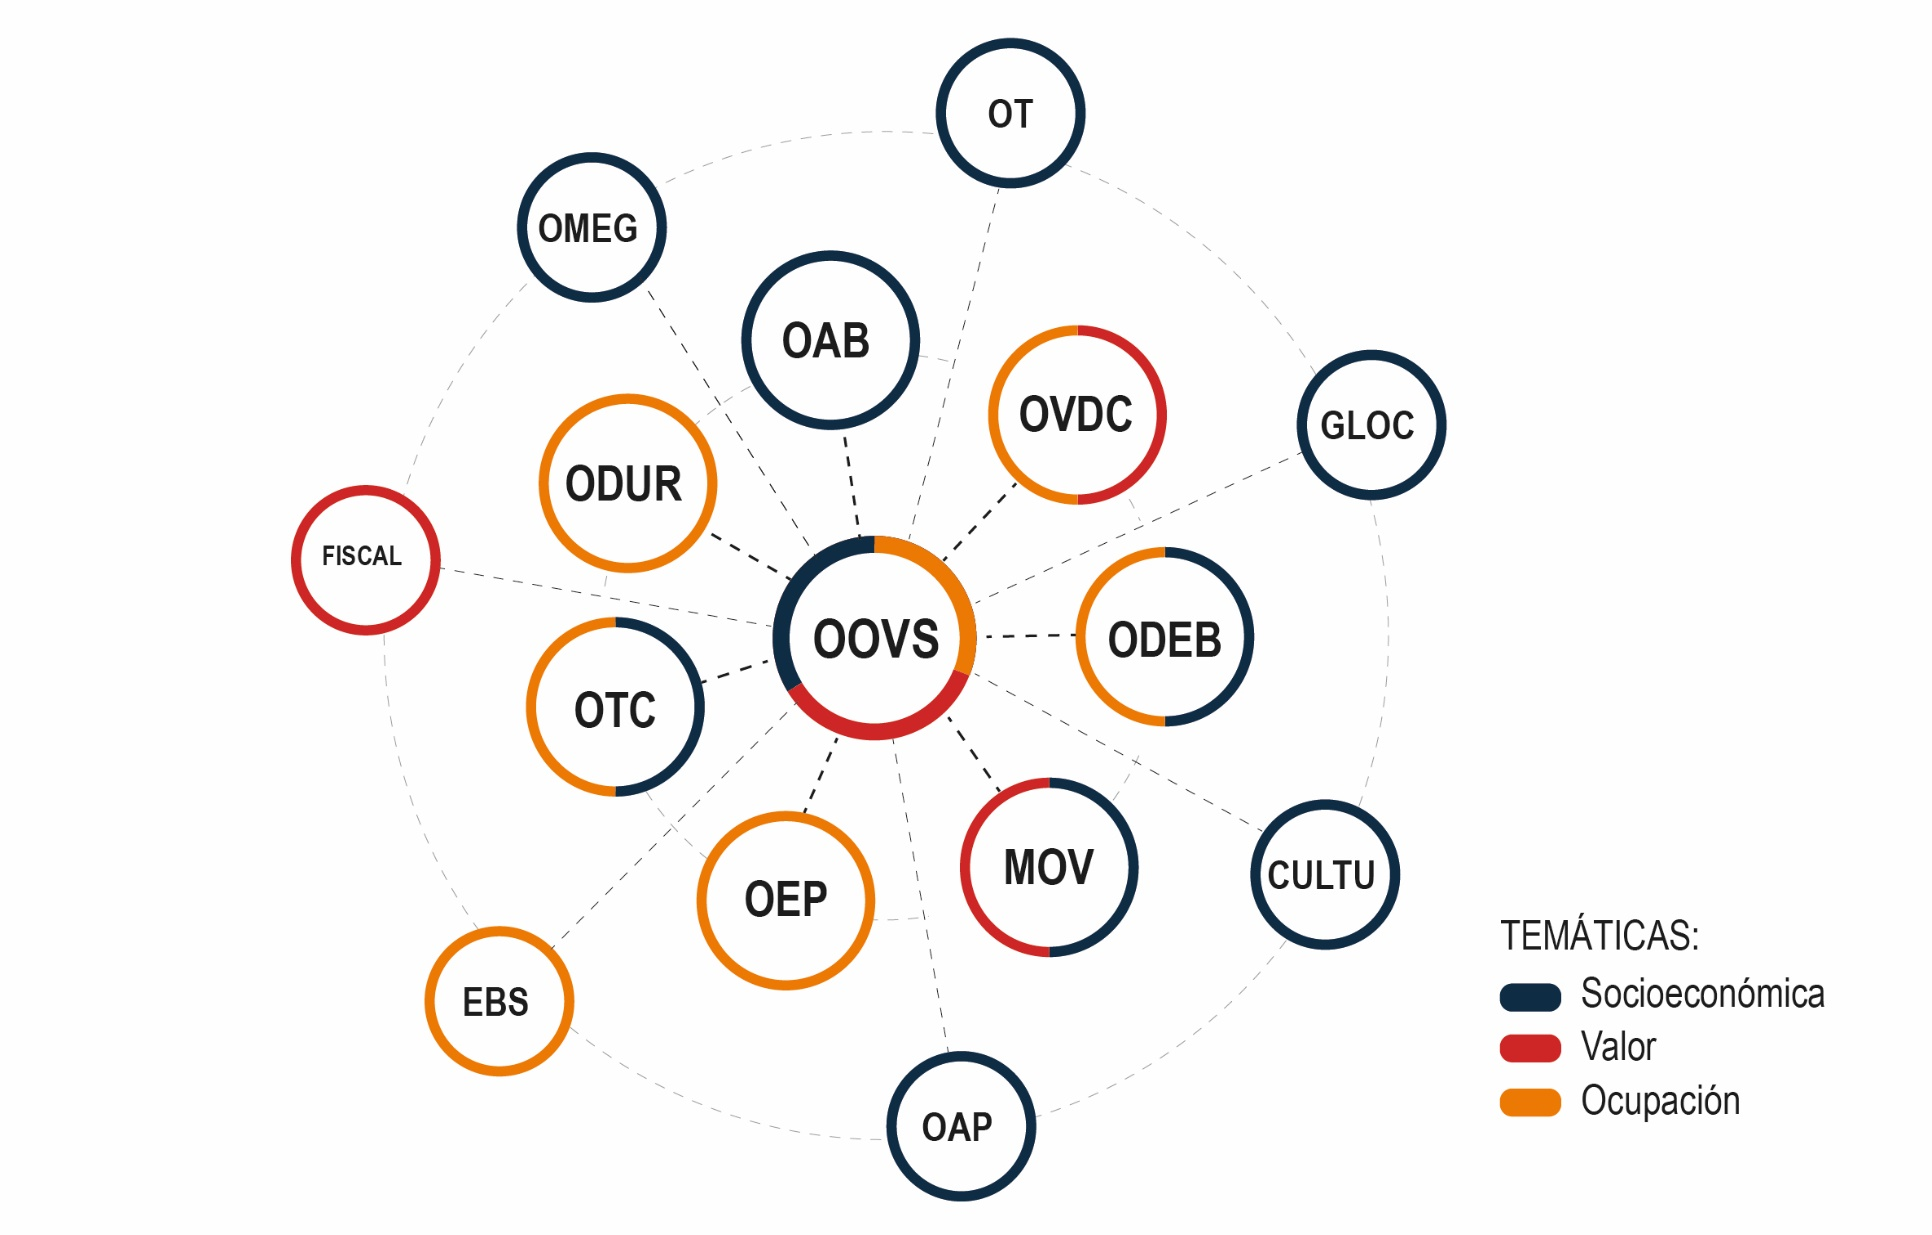 OT
OMEG
OAB
OVDC
GLOC
ODUR
FISCAL
OOVS
ODEB
OTC
MOV
CULTU
OEP
EBS
OAP
TEMÁTICAS:
Socioeconómica
Valor
Ocupación